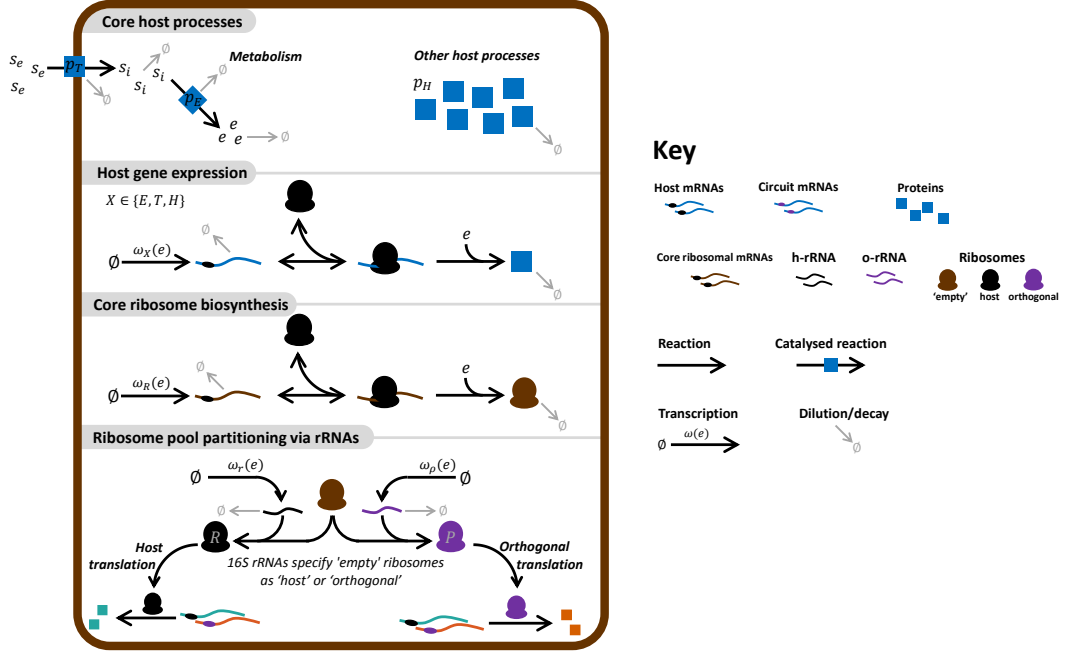 Core host processes
s_e s_e s_e p_T s_i s_i s_i ∅ ∅
Metabolism
p_E ∅
e e e ∅
Other host processes
p_H
∅
Host gene expression
X ∈ {E, T, H}
∅ ω_X(e) ∅ e ∅
Core ribosome biosynthesis
∅ ω_R(e) ∅ e ∅
Ribosome pool partitioning via rRNAs
∅ ω_r(e) ω_ρ(e) ∅
∅ ∅
R P
Host
translation
16S rRNAs specify 'empty' ribosomes
as 'host' or 'orthogonal'
Orthogonal
translation
Key
Host mRNAs
Circuit mRNAs
Proteins
Core ribosomal mRNAs
h-rRNA
o-rRNA
Ribosomes
'empty' host orthogonal
Reaction
Catalysed reaction
Transcription
∅ ω(e)
Dilution/decay
∅